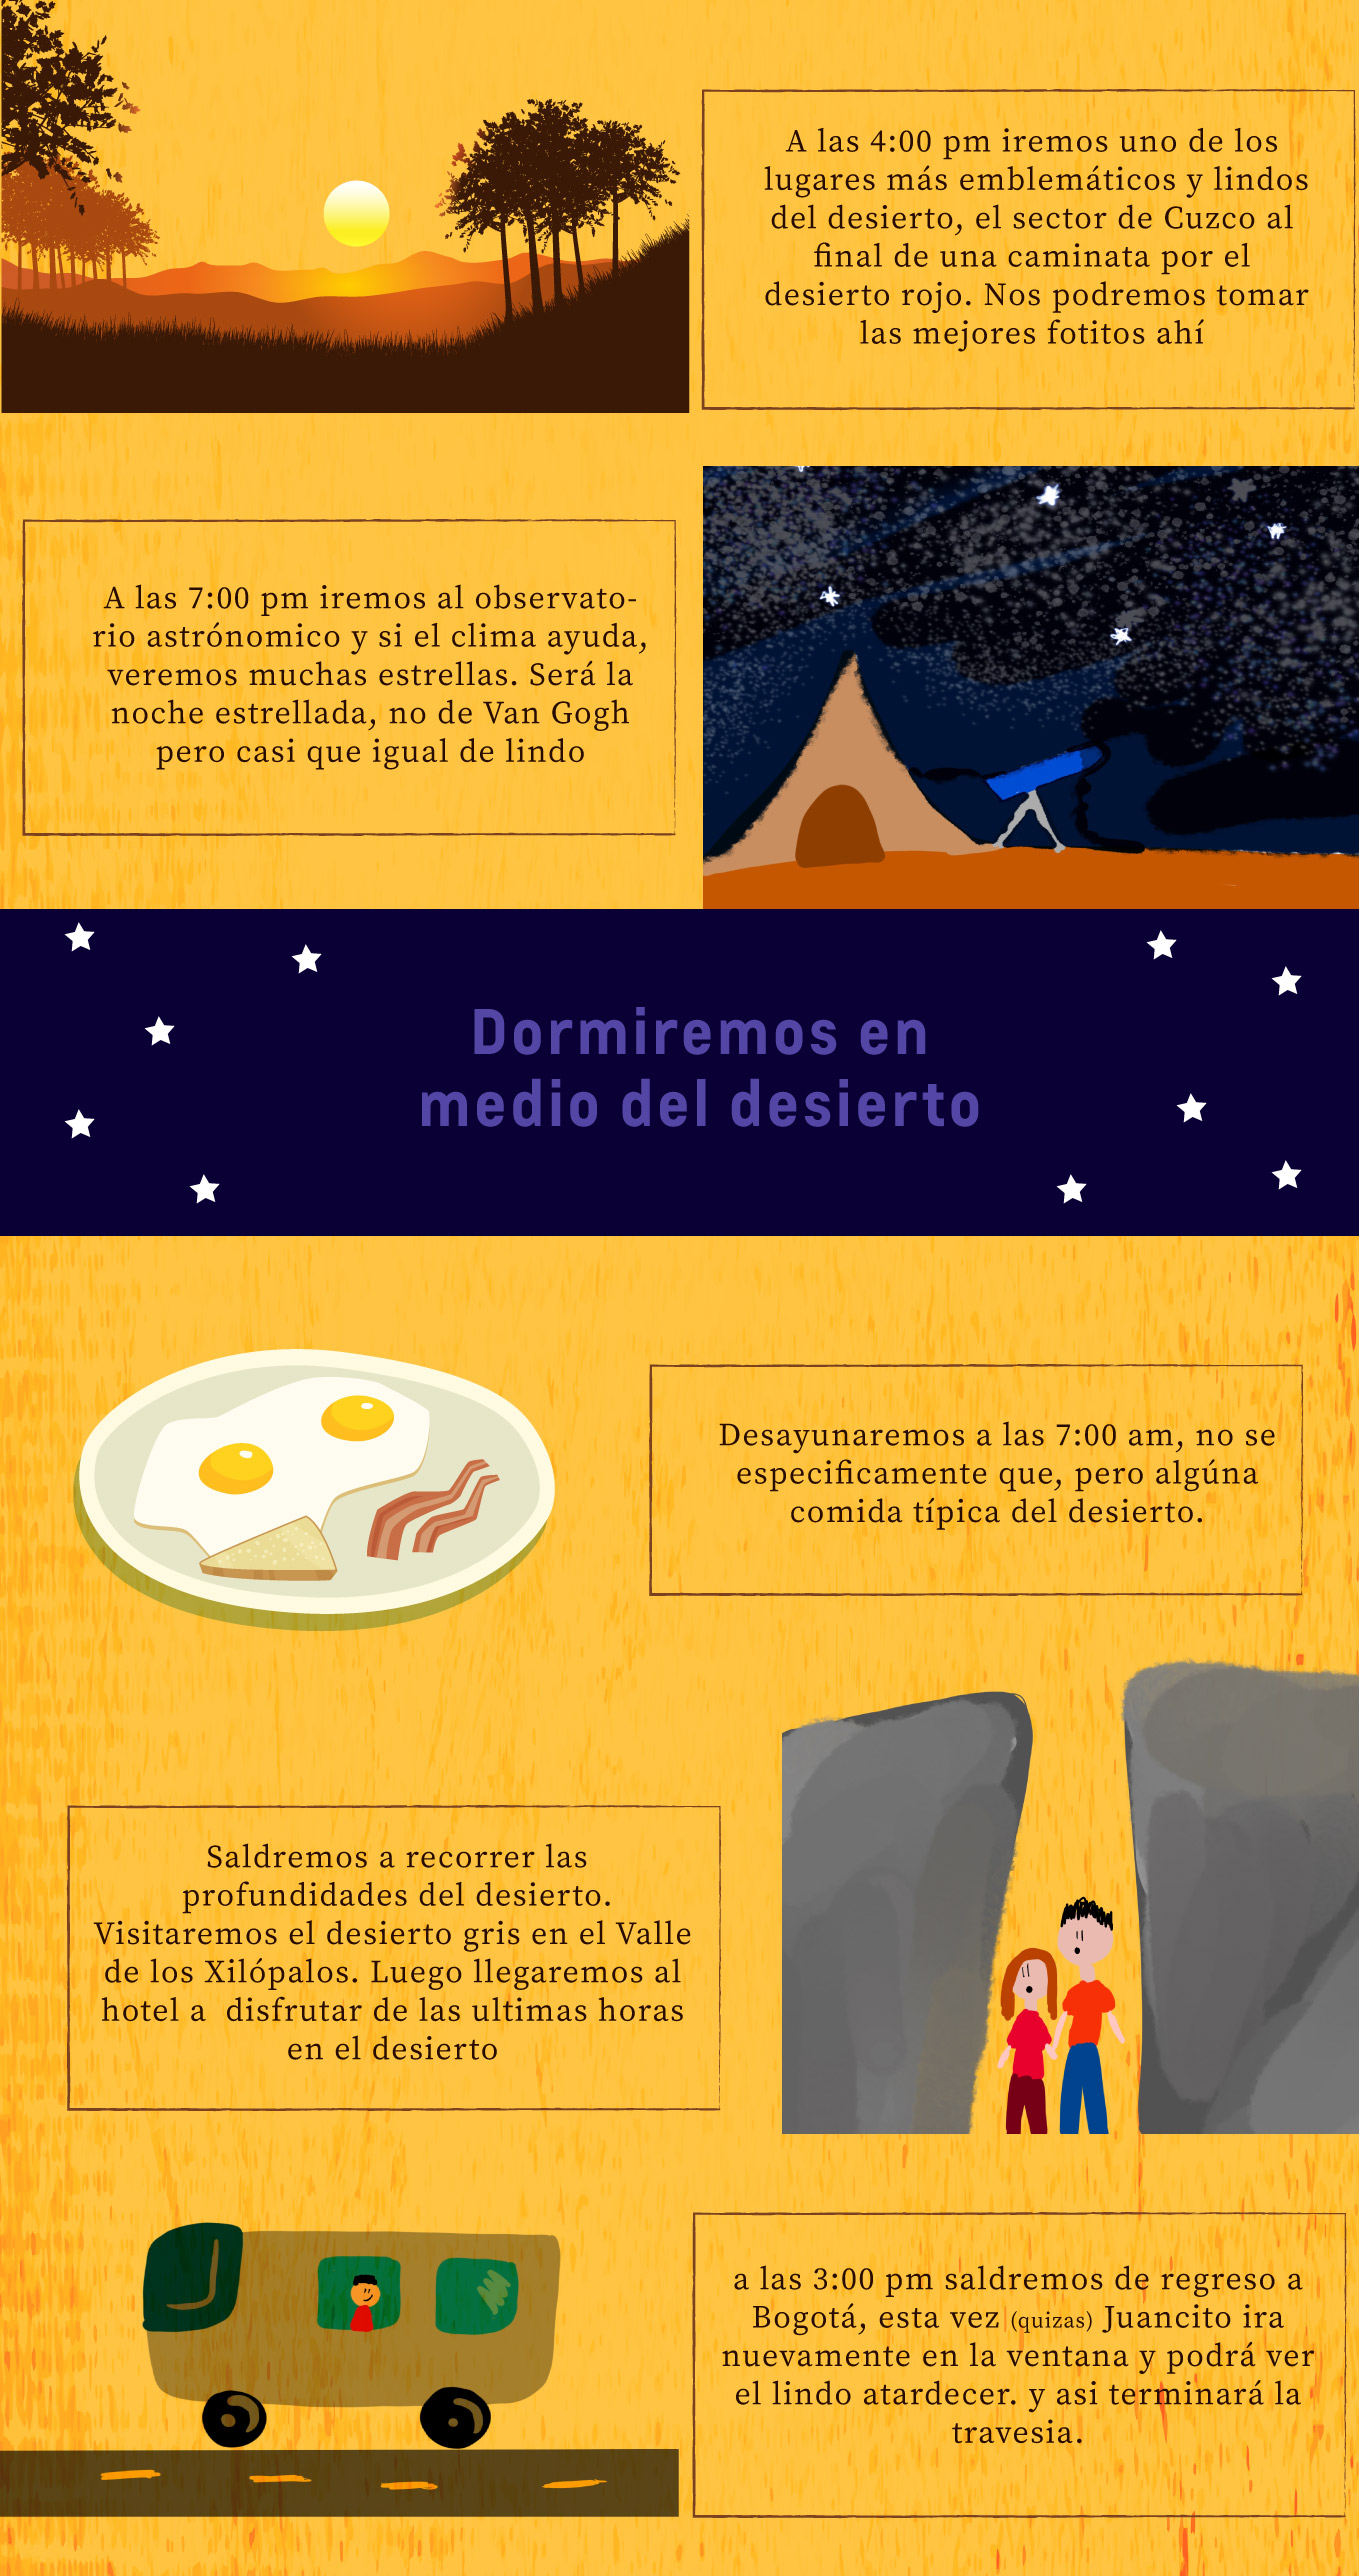 A las 4:00 pm iremos uno de los
lugares más emblemáticos y lindos
del desierto, el sector de Cuzco al
final de una caminata por el
desierto rojo. Nos podremos tomar
las mejores fotitos ahí
A las 7:00 pm iremos al observato-
rio astrónomico y si el clima ayuda,
veremos muchas estrellas. Será la
noche estrellada, no de Van Gogh
pero casi que igual de lindo
Dormiremos en
medio del desierto
Desayunaremos a las 7:00 am, no se
especificamente que, pero algúna
comida típica del desierto.
Saldremos a recorrer las
profundidades del desierto.
Visitaremos el desierto gris en el Valle
de los Xilópalos. Luego llegaremos al
hotel a  disfrutar de las ultimas horas
en el desierto
a las 3:00 pm saldremos de regreso a
Bogotá, esta vez (quizas) Juancito ira
nuevamente en la ventana y podrá ver
el lindo atardecer. y asi terminará la
travesia.